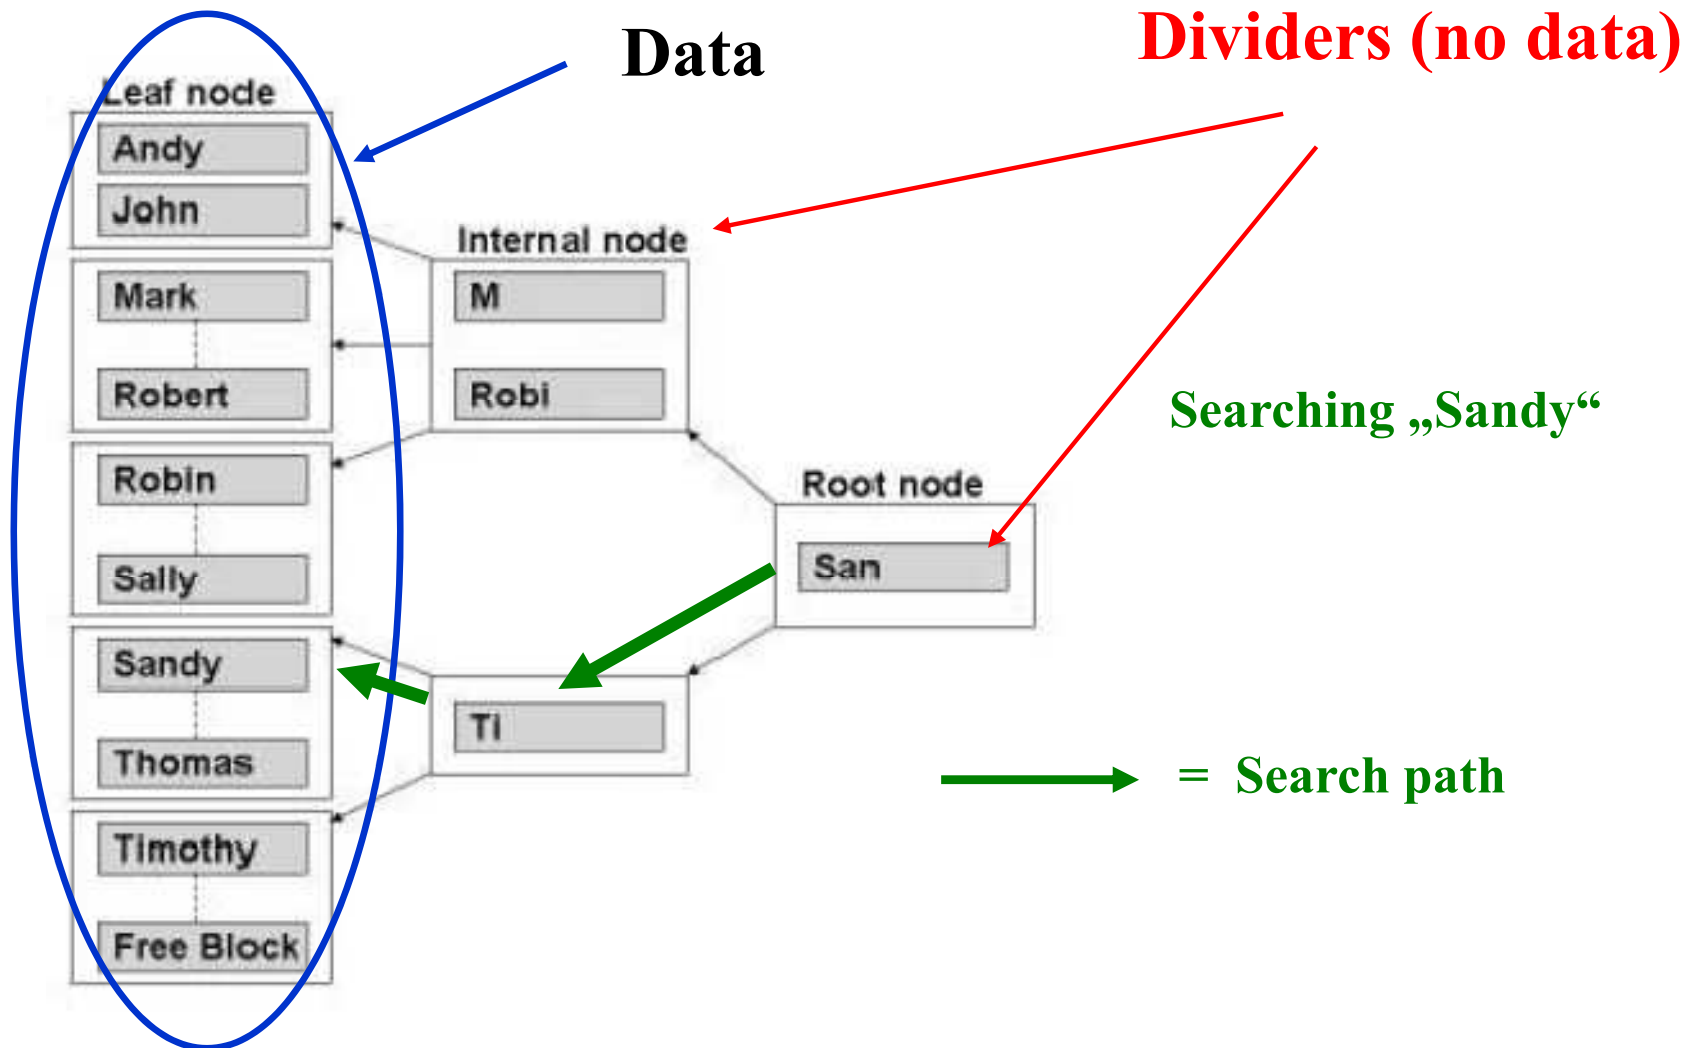 Data
Dividers (no data)
Leaf node
Andy
John
Internal node
Mark
M
Robert
Robi
Searching „Sandy“
Robin
Root node
Sally
San
Sandy
Ti
Thomas
= Search path
Timothy
Free Block